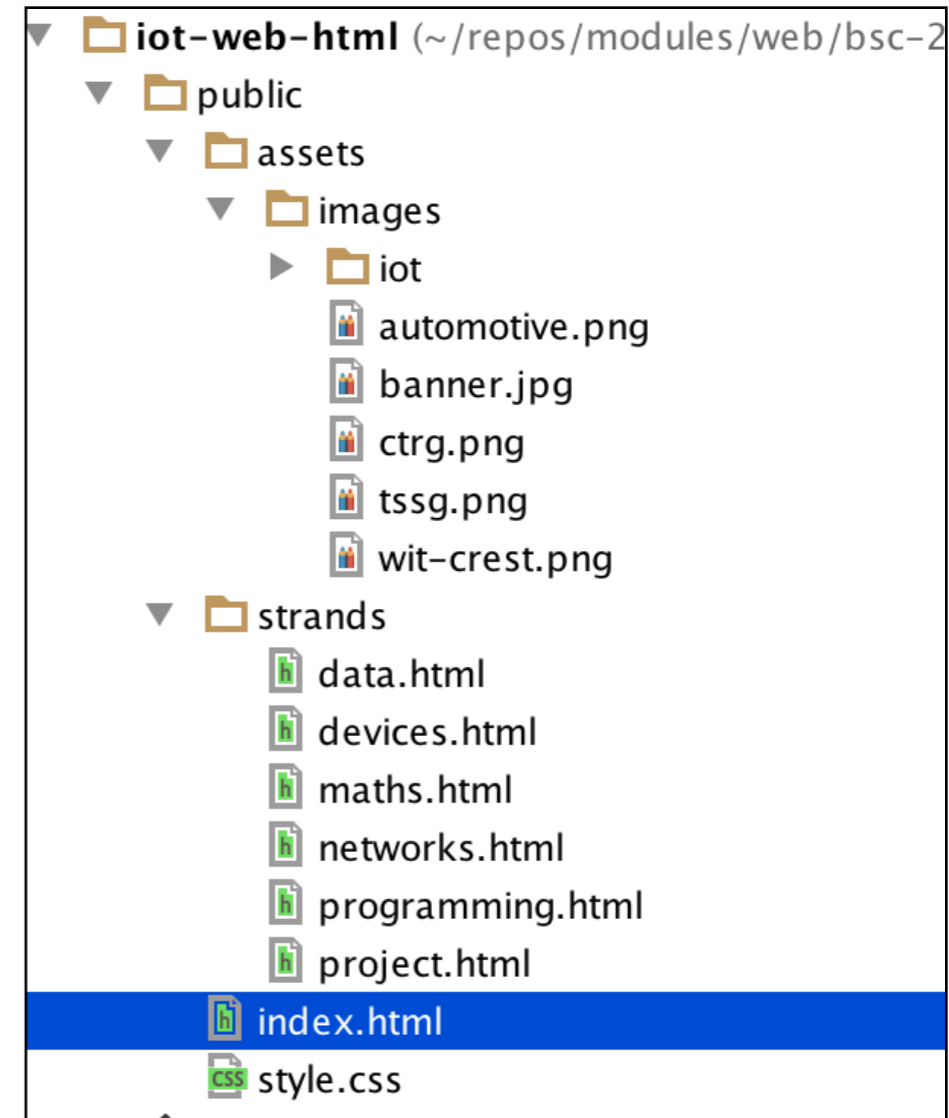 iot-web-html (~/repos/modules/web/bsc-2
public
assets
images
iot
automotive.png
banner.jpg
ctrg.png
tssg.png
wit-crest.png
strands
h data.html
h devices.html
h maths.html
h networks.html
h programming.html
h project.html
h index.html
CSS style.css